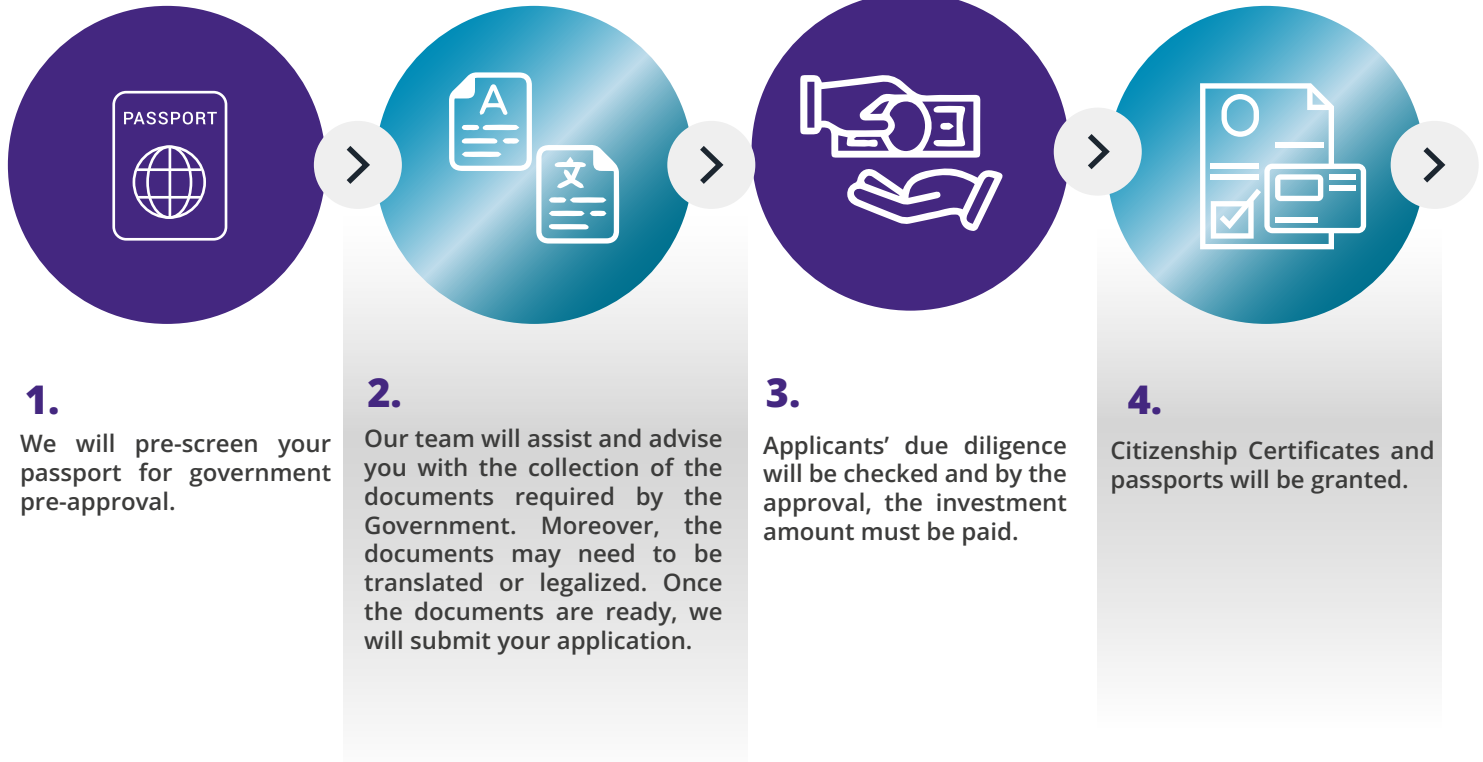 PASSPORT
A
文
1.
We will pre-screen your
passport for government
pre-approval.
2.
Our team will assist and advise
you with the collection of the
documents required by the
Government. Moreover, the
documents may need to be
translated or legalized. Once
the documents are ready, we
will submit your application.
3.
Applicants’ due diligence
will be checked and by the
approval, the investment
amount must be paid.
4.
Citizenship Certificates and
passports will be granted.